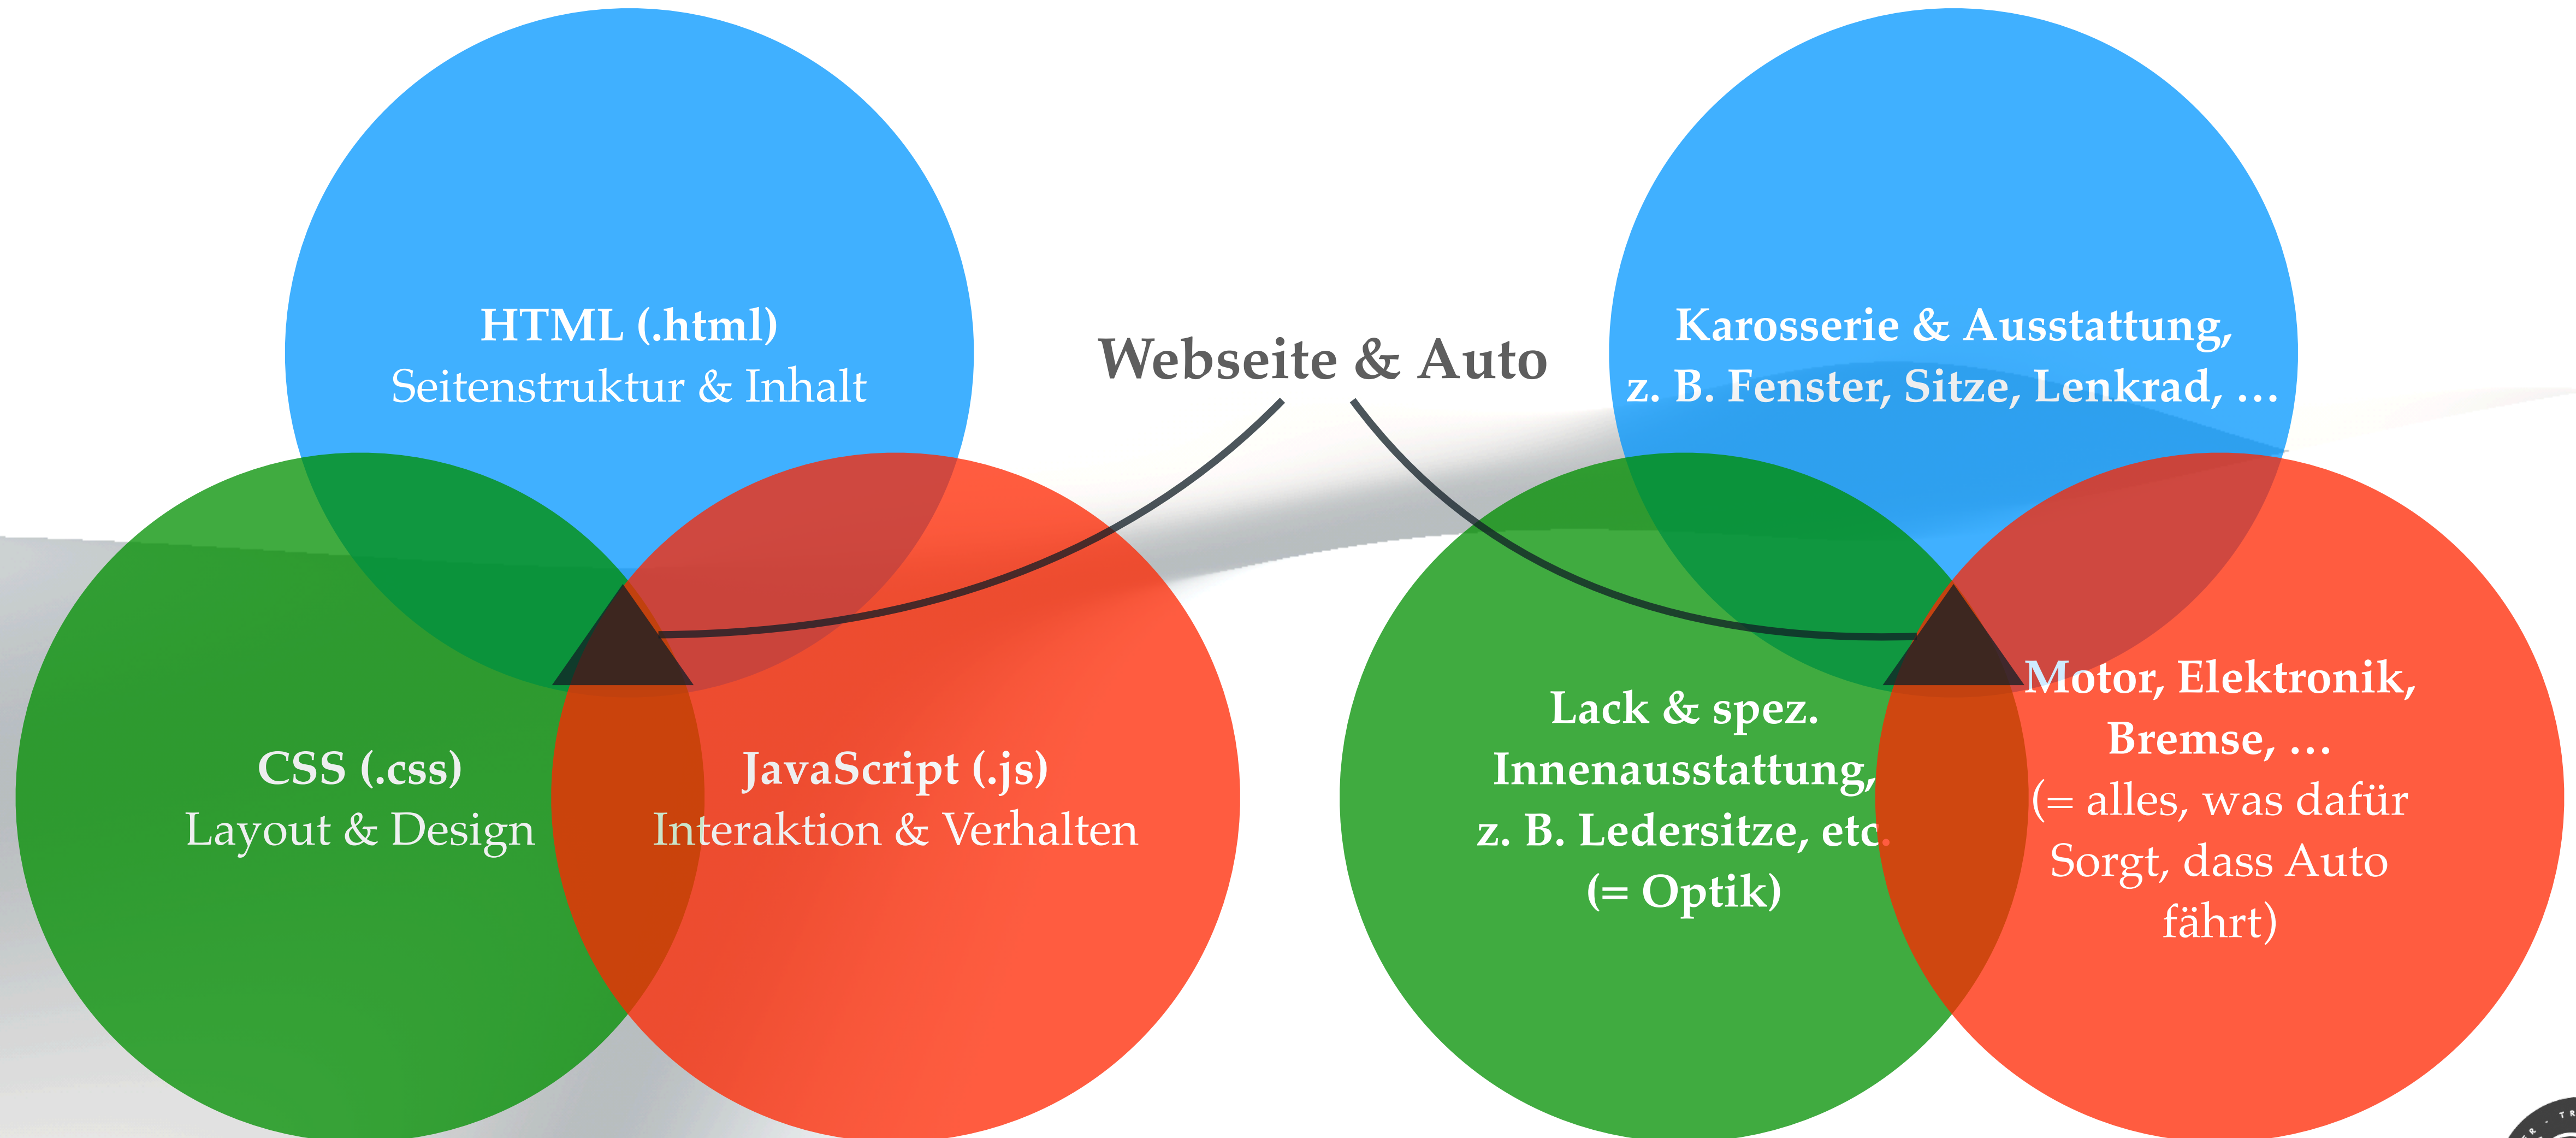 HTML (.html)
Seitenstruktur & Inhalt
CSS (.css)
Layout & Design
JavaScript (.js)
Interaktion & Verhalten
Webseite & Auto
Karosserie & Ausstattung,
z. B. Fenster, Sitze, Lenkrad, …
Lack & spez.
Innenausstattung,
z. B. Ledersitze, etc.
(= Optik)
Motor, Elektronik,
Bremse, …
(= alles, was dafür
Sorgt, dass Auto
fährt)